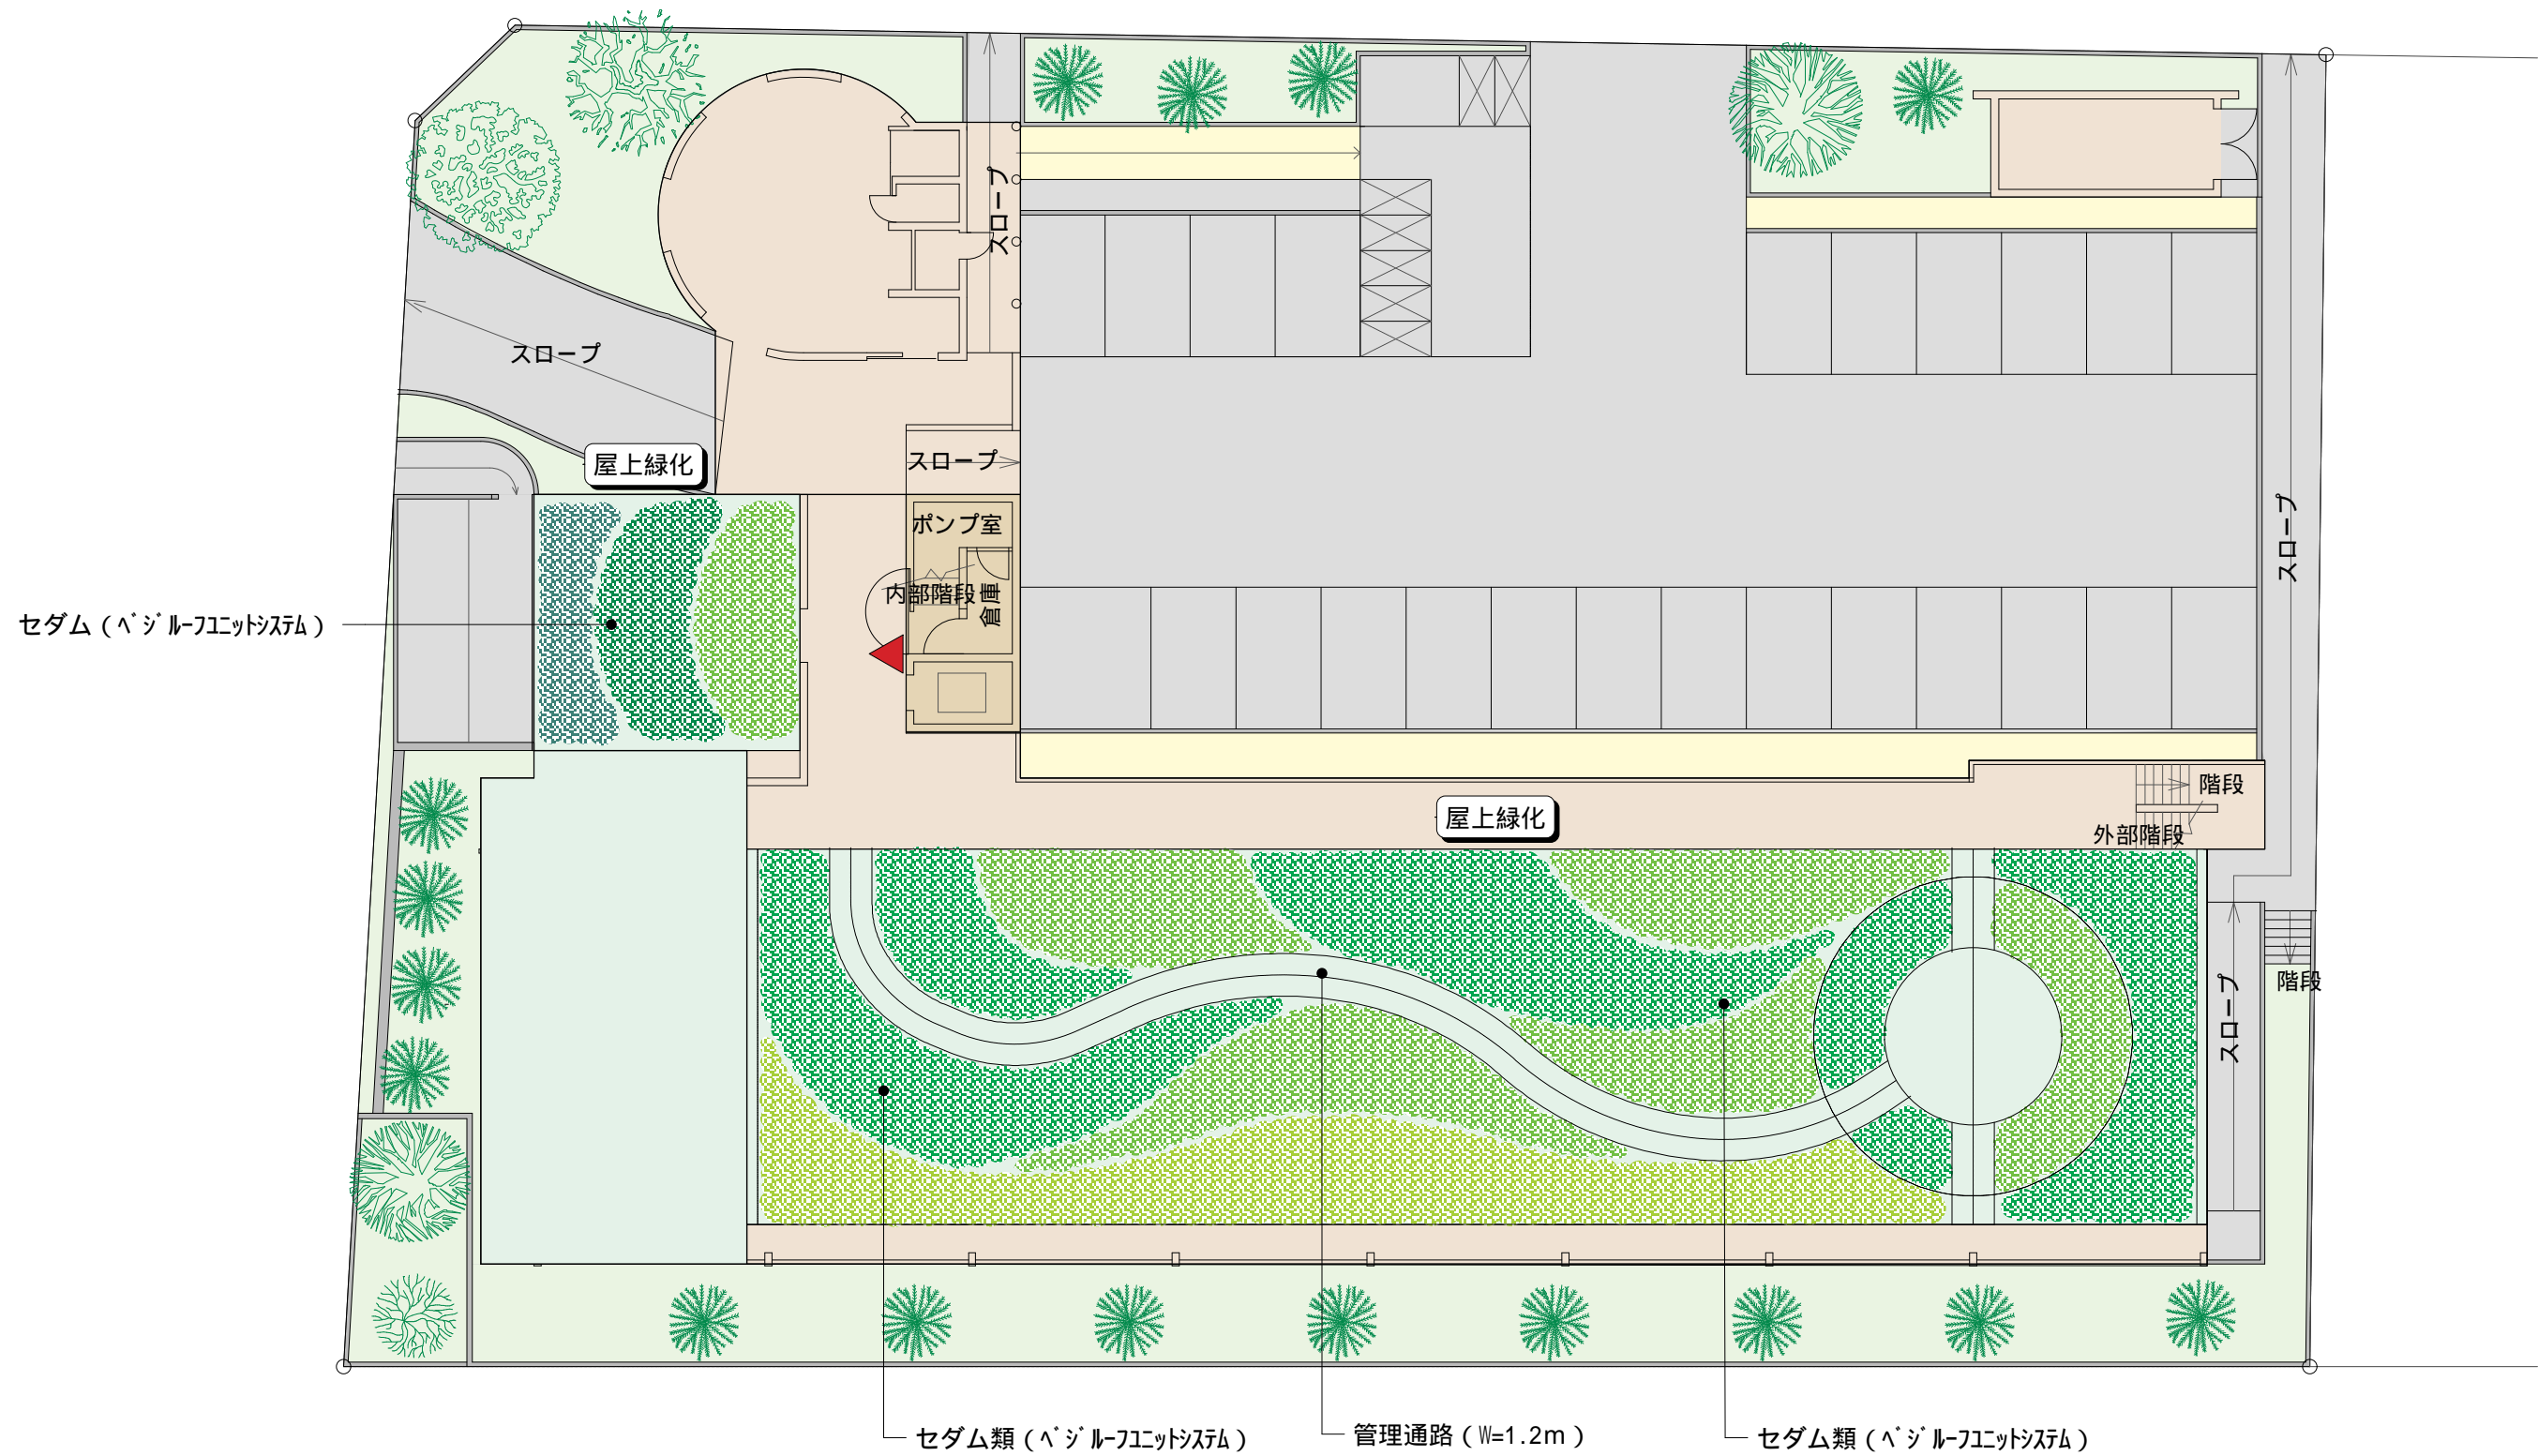 スロープ
スロープ
屋上緑化
スロープ
ポンプ室
スロープ
内部階段
倉庫
セダム（ﾍﾞｼﾞﾙｰﾌﾕﾆｯﾄｼｽﾃﾑ）
階段
屋上緑化
外部階段
階段
スロープ
セダム類（ﾍﾞｼﾞﾙｰﾌﾕﾆｯﾄｼｽﾃﾑ）
管理通路（W=1.2m）
セダム類（ﾍﾞｼﾞﾙｰﾌﾕﾆｯﾄｼｽﾃﾑ）